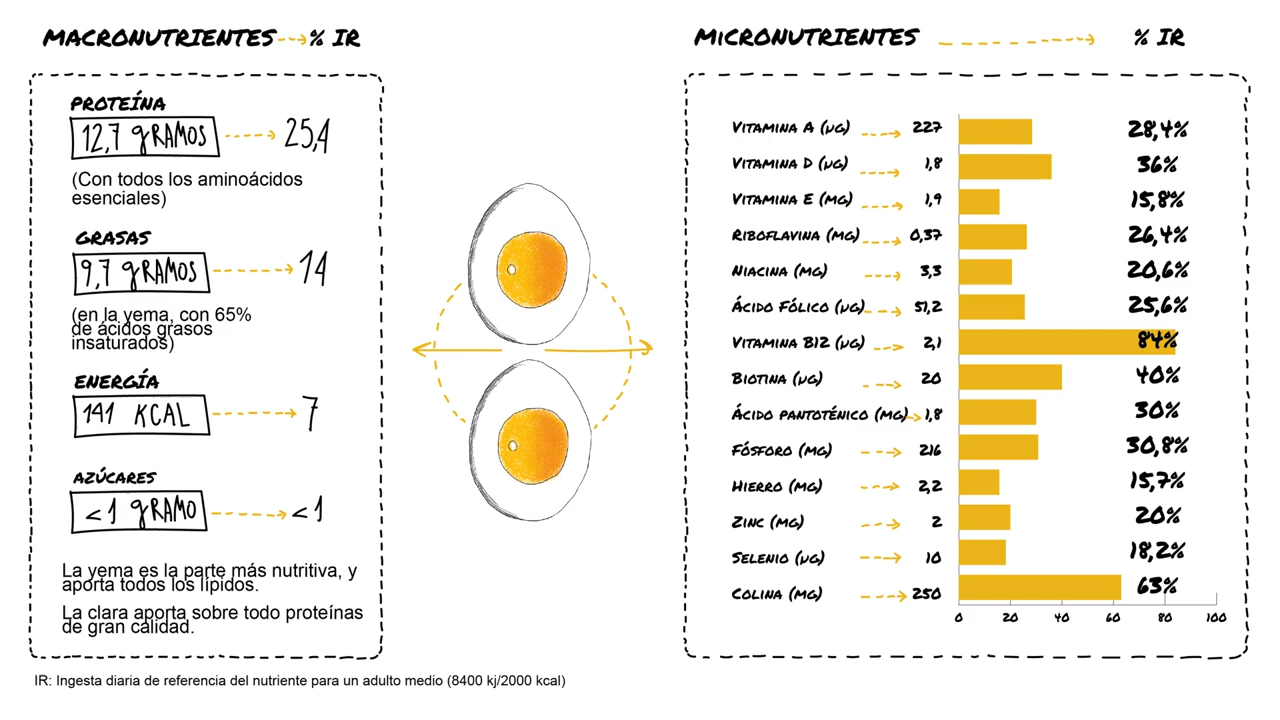 MACRONUTRIENTES % IR
PROTEÍNA
12,7 gRAMOS 25,4
(Con todos los aminoácidos
esenciales)
GRASAS
9,7 gRAMOS 14
(en la yema, con 65%
de ácidos grasos
insaturados)
ENERGÍA
141 KCAL 7
AZÚCARES
<1 gRAMO <1
La yema es la parte más nutritiva, y
aporta todos los lípidos.
La clara aporta sobre todo proteínas
de gran calidad.
MICRONUTRIENTES % IR
VITAMINA A (µG) 227 28,4%
VITAMINA D (µG) 1,8 36%
VITAMINA E (MG) 1,9 15,8%
RIBOFLAVINA (MG) 0,37 26,4%
NIACINA (MG) 3,3 20,6%
ÁCIDO FÓLICO (µG) 51,2 25,6%
VITAMINA B12 (µG) 2,1 84%
BIOTINA (µG) 20 40%
ÁCIDO PANTOTÉNICO (MG) 1,8 30%
FÓSFORO (MG) 216 30,8%
HIERRO (MG) 2,2 15,7%
ZINC (MG) 2 20%
SELENIO (µG) 10 18,2%
COLINA (MG) 250 63%
0 20 40 60 80 100
IR: Ingesta diaria de referencia del nutriente para un adulto medio (8400 kj/2000 kcal)